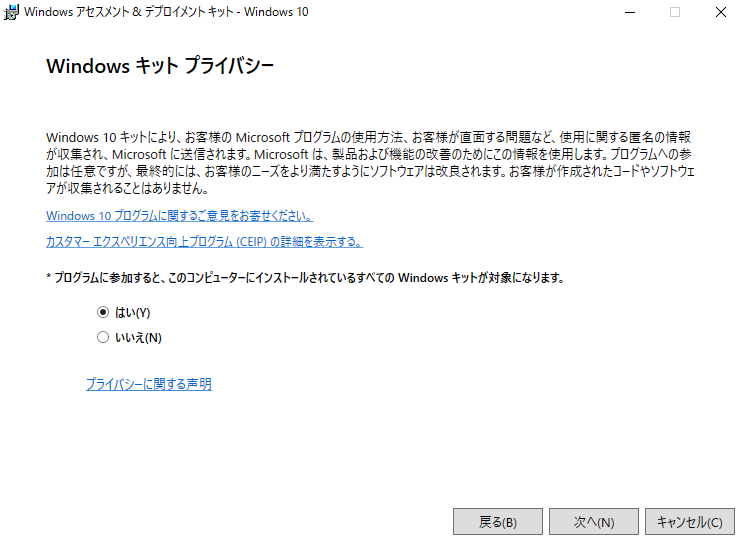 Windows アセスメント & デプロイメント キット - Windows 10
Windows キット プライバシー
Windows 10 キットにより、お客様の Microsoft プログラムの使用方法、お客様が直面する問題など、使用に関する匿名の情報
が収集され、Microsoft に送信されます。Microsoft は、製品および機能の改善のためにこの情報を使用します。プログラムへの参
加は任意ですが、最終的には、お客様のニーズをより満たすようにソフトウェアは改良されます。お客様が作成されたコードやソフトウェ
アが収集されることはありません。
Windows 10 プログラムに関するご意見をお寄せください。
カスタマー エクスペリエンス向上プログラム (CEIP) の詳細を表示する。
* プログラムに参加すると、このコンピューターにインストールされているすべての Windows キットが対象になります。
はい(Y)
いいえ(N)
プライバシーに関する声明
戻る(B)
次へ(N)
キャンセル(C)